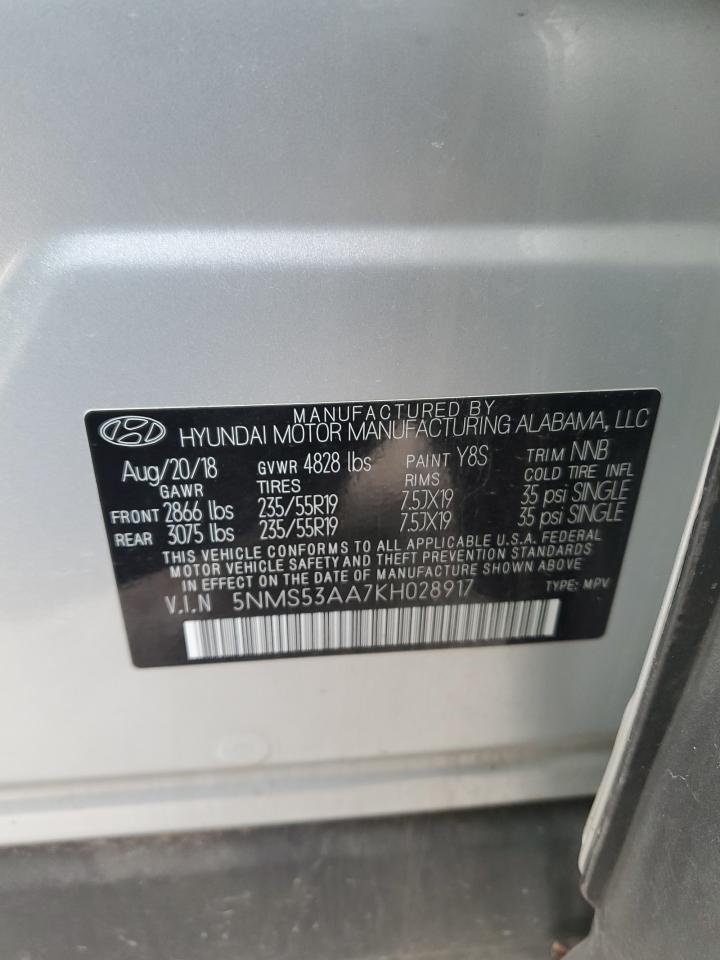 MANUFACTURED BY
HYUNDAI MOTOR MANUFACTURING ALABAMA, LLC
Aug/20/18 GVWR 4828 lbs PAINT Y8S TRIM NNB
GAWR TIRES RIMS COLD TIRE INFL
FRONT 2866 lbs 235/55R19 7.5JX19 35 psi SINGLE
REAR 3075 lbs 235/55R19 7.5JX19 35 psi SINGLE
THIS VEHICLE CONFORMS TO ALL APPLICABLE U.S.A. FEDERAL
MOTOR VEHICLE SAFETY AND THEFT PREVENTION STANDARDS
IN EFFECT ON THE DATE OF MANUFACTURE SHOWN ABOVE.
V.I.N 5NMS53AA7KH028917 TYPE: MPV